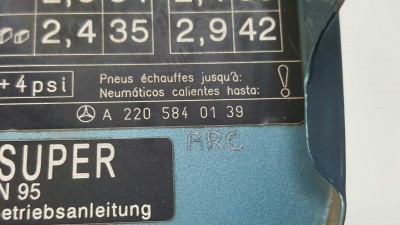 2,4 35 2,9 42
+4psi
Pneus échauffes jusqu'à:
Neumáticos calientes hasta: !
A 220 584 01 39
ARC
SUPER
N 95
etriebsanleitung